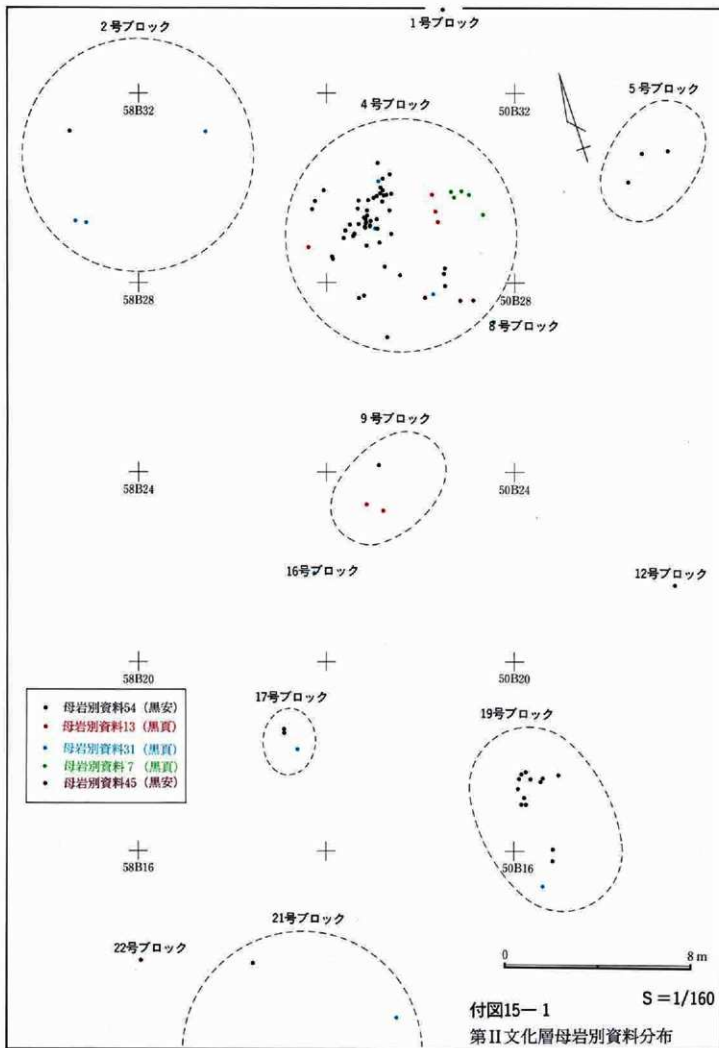 1号ブロック
2号ブロック
4号ブロック
5号ブロック
58B32
50B32
58B28
50B28
8号ブロック
9号ブロック
58B24
50B24
16号ブロック
12号ブロック
58B20
50B20
17号ブロック
19号ブロック
母岩別資料54（黒安）
母岩別資料13（黒頁）
母岩別資料31（黒頁）
母岩別資料7（黒頁）
母岩別資料45（黒安）
58B16
50B16
21号ブロック
22号ブロック
0 8m
S=1/160
付図15―1
第II文化層母岩別資料分布